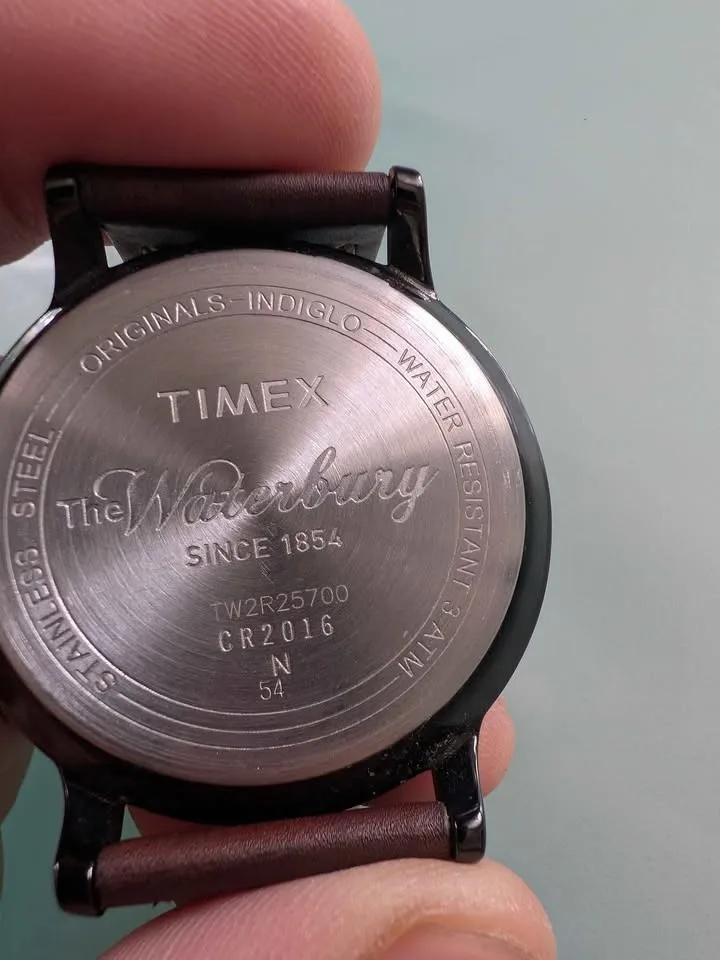 ORIGINALS-INDIGLO
WATER RESISTANT 3 ATM
STAINLESS STEEL
TIMEX
The Waterbury
SINCE 1854
TW2R25700
CR2016
N
54